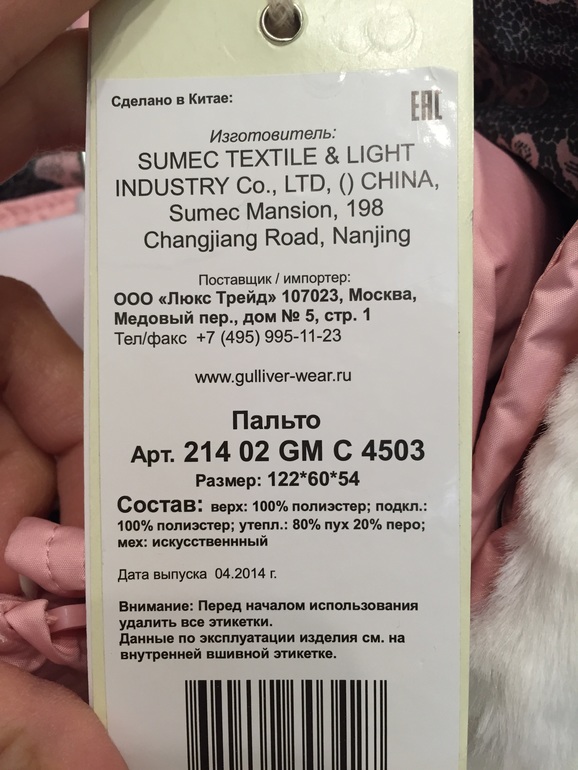 Сделано в Китае:
EAC
Изготовитель:
SUMEC TEXTILE & LIGHT
INDUSTRY Co., LTD, () CHINA,
Sumec Mansion, 198
Changjiang Road, Nanjing
Поставщик / импортер:
ООО «Люкс Трейд» 107023, Москва,
Медовый пер., дом № 5, стр. 1
Тел/факс +7 (495) 995-11-23
www.gulliver-wear.ru
Пальто
Арт. 214 02 GM C 4503
Размер: 122*60*54
Состав: верх: 100% полиэстер; подкл.:
100% полиэстер; утепл.: 80% пух 20% перо;
мех: искусственнный
Дата выпуска 04.2014 г.
Внимание: Перед началом использования
удалить все этикетки.
Данные по эксплуатации изделия см. на
внутренней вшивной этикетке.